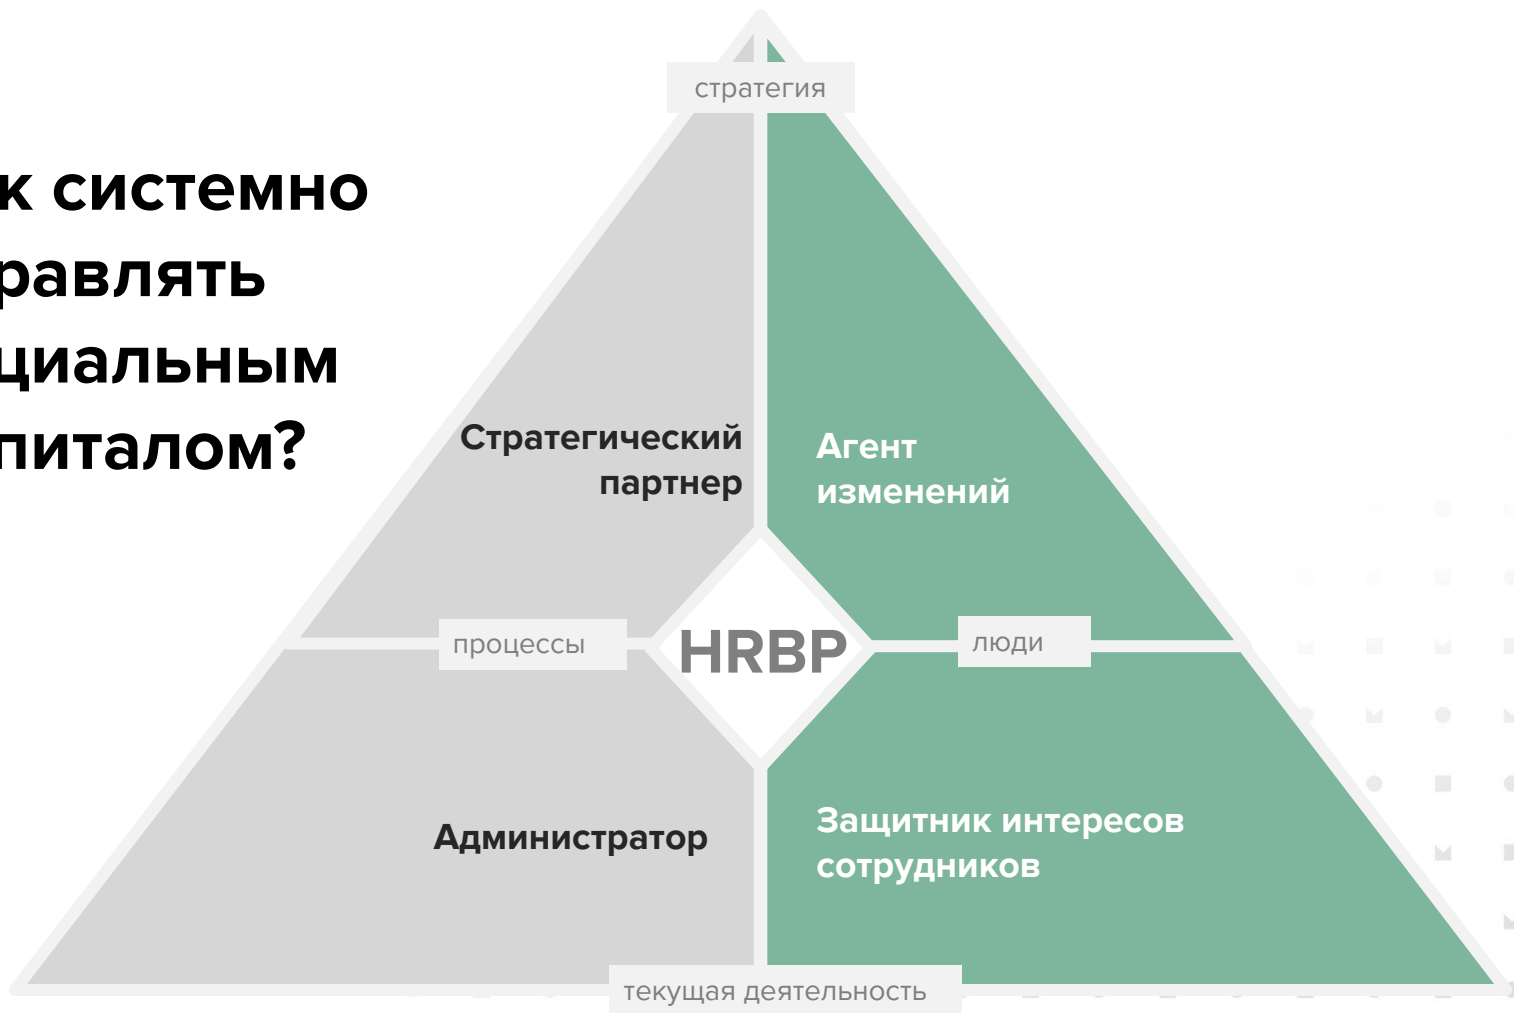 стратегия
к системно
равлять
циальным
питалом?
Стратегический
партнер
Агент
изменений
процессы
HRBP
люди
Администратор
Защитник интересов
сотрудников
текущая деятельность